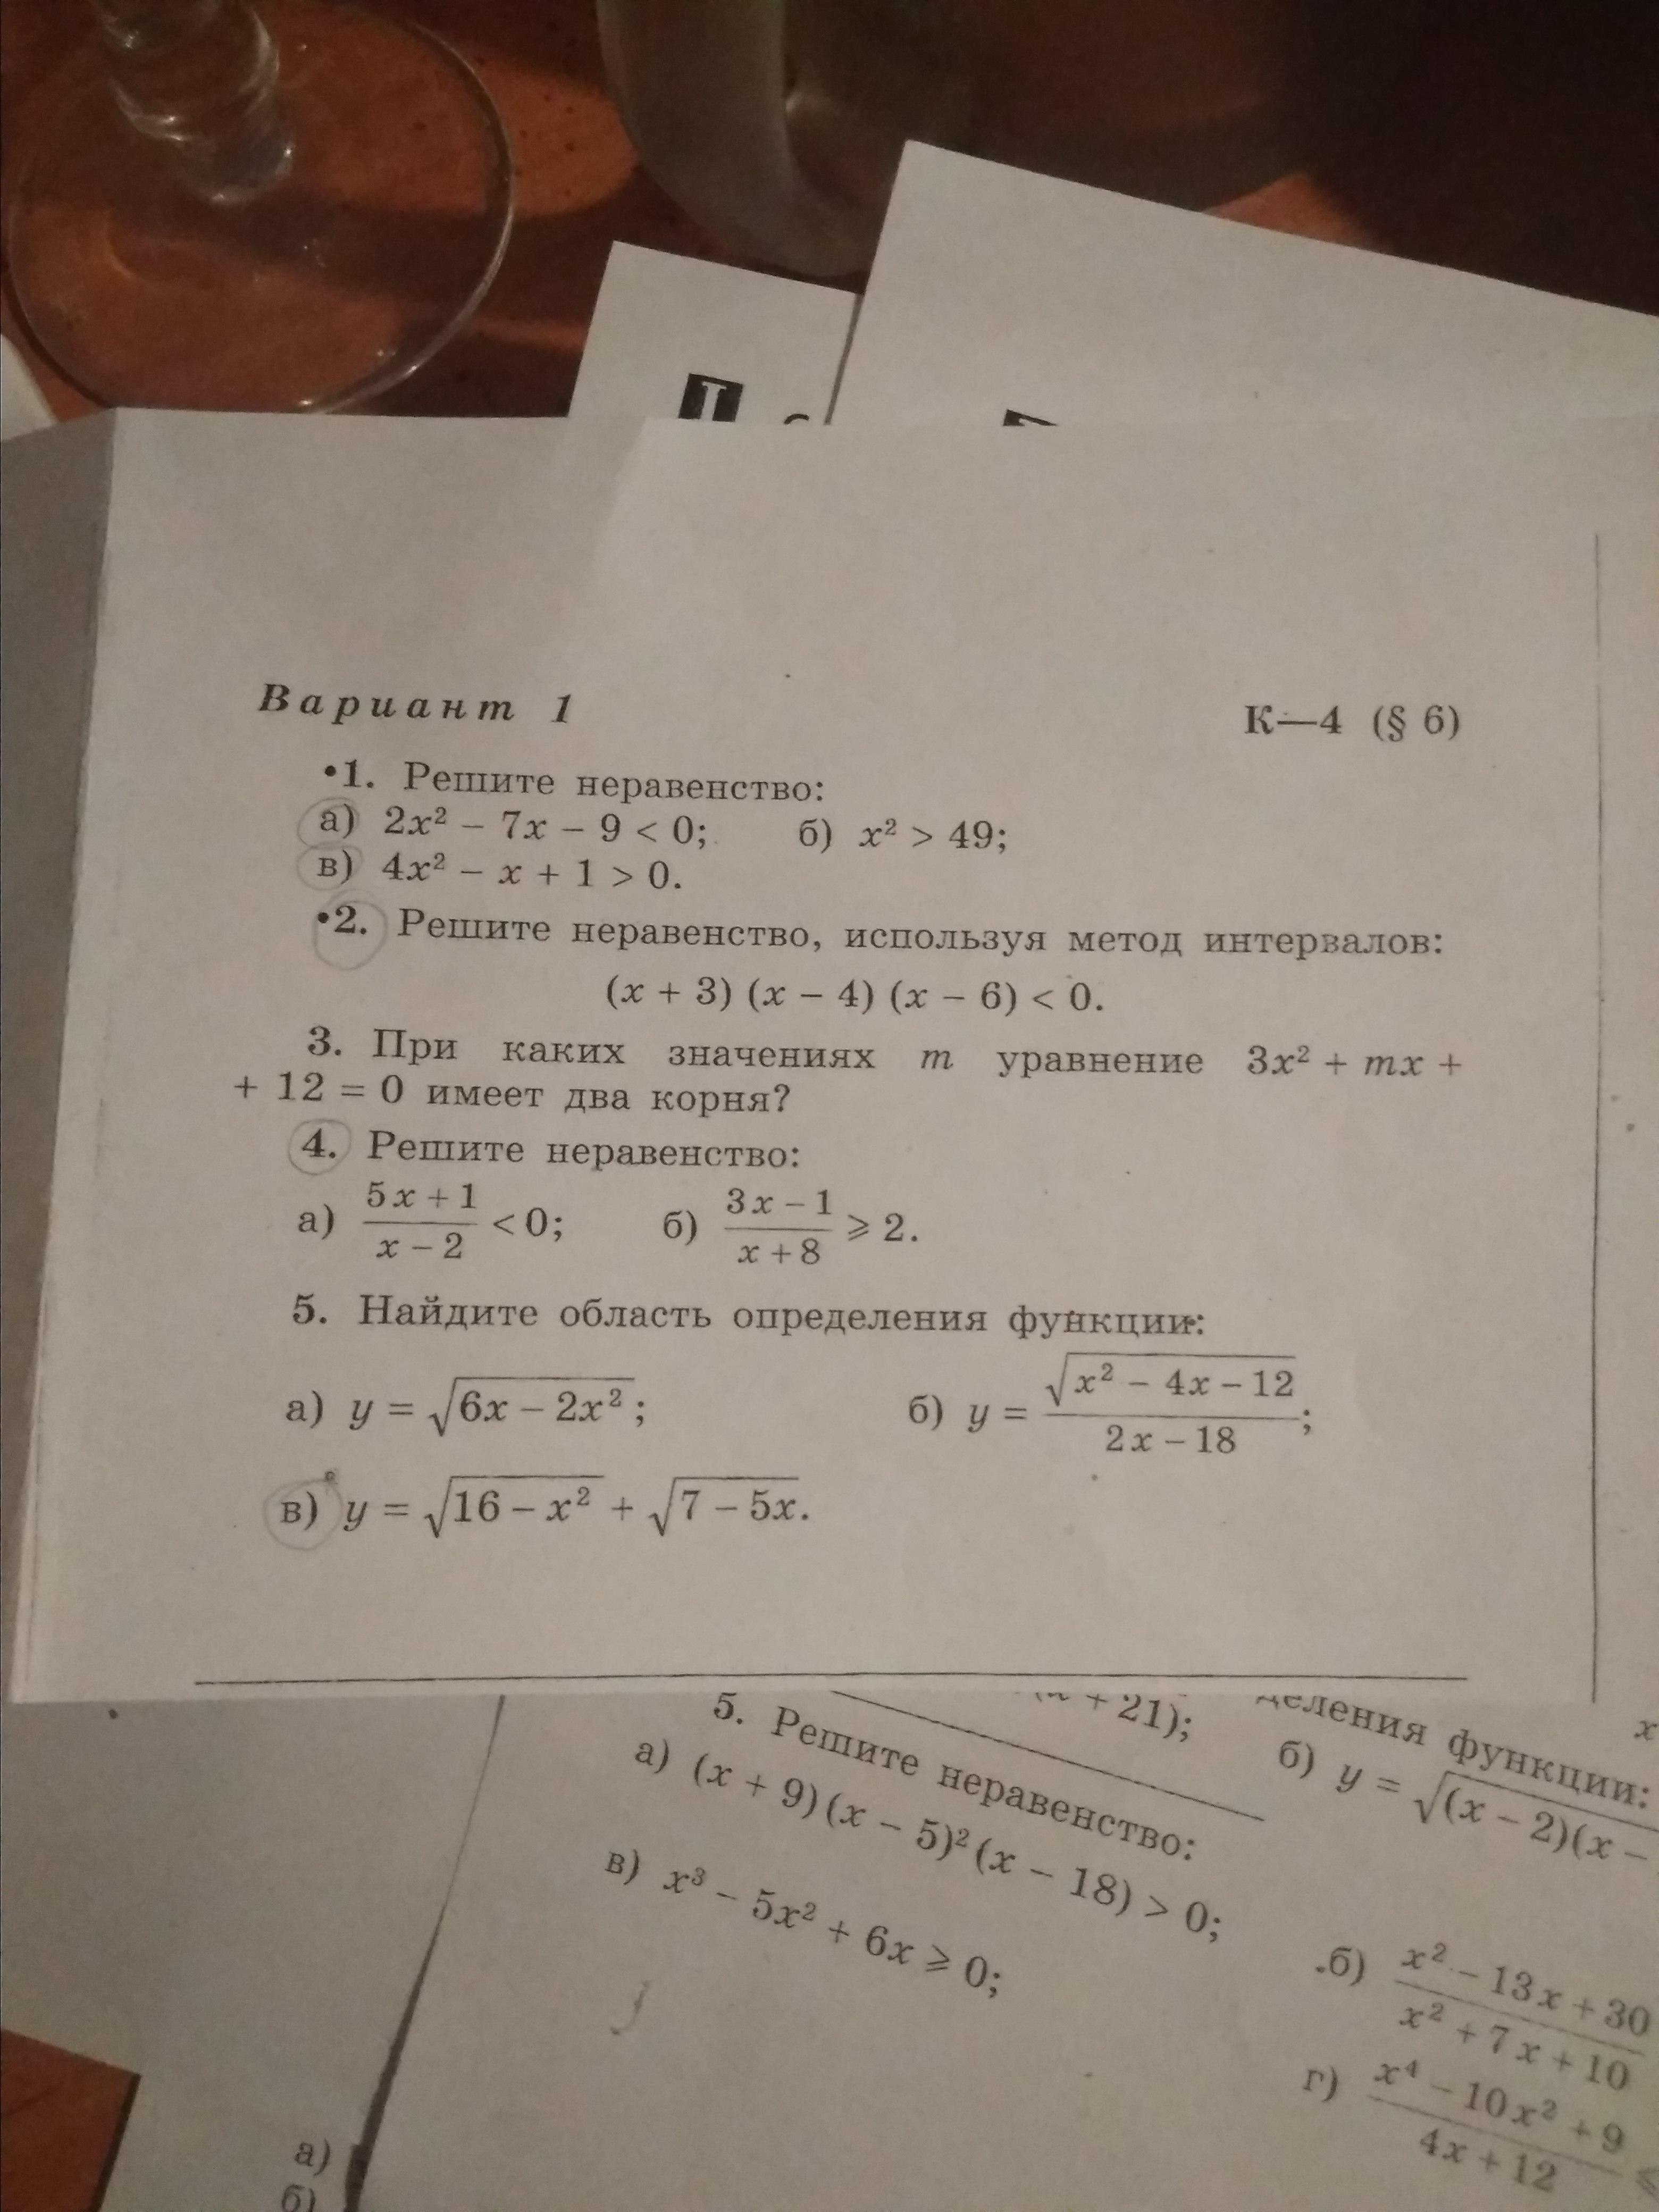 Вариант 1 К—4 (§ 6)
•1. Решите неравенство:
а) 2x² – 7x – 9 < 0; б) x² > 49;
в) 4x² – x + 1 > 0.
•2. Решите неравенство, используя метод интервалов:
(x + 3) (x – 4) (x – 6) < 0.
3. При каких значениях m уравнение 3x² + mx +
+ 12 = 0 имеет два корня?
4. Решите неравенство:
а) (5x + 1)/(x – 2) < 0; б) (3x – 1)/(x + 8) ⩾ 2.
5. Найдите область определения функции:
а) y = √(6x – 2x²); б) y = √(x² – 4x – 12)/(2x – 18);
в) y = √(16 – x²) + √(7 – 5x).
+ 21);
деления функции:
б) y = √(x – 2)(x –
5. Решите неравенство:
а) (x + 9)(x – 5)²(x – 18) > 0;
в) x³ – 5x² + 6x ⩾ 0;
б) (x² – 13x + 30)/(x² + 7x + 10)
г) (x⁴ – 10x² + 9)/(4x + 12)
x
а)
б)